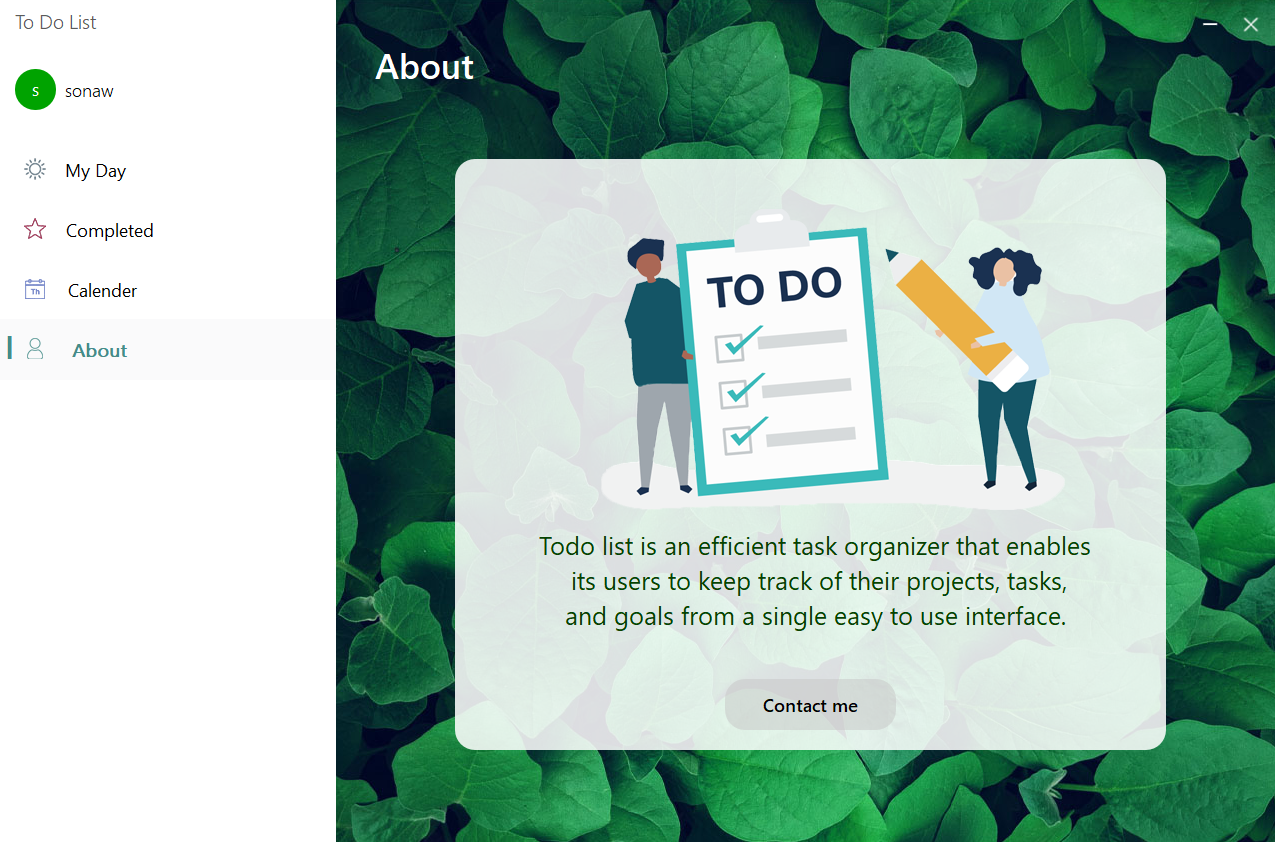 To Do List
s
sonaw
My Day
Completed
Th
Calender
About
About
TO DO
Todo list is an efficient task organizer that enables
its users to keep track of their projects, tasks,
and goals from a single easy to use interface.
Contact me